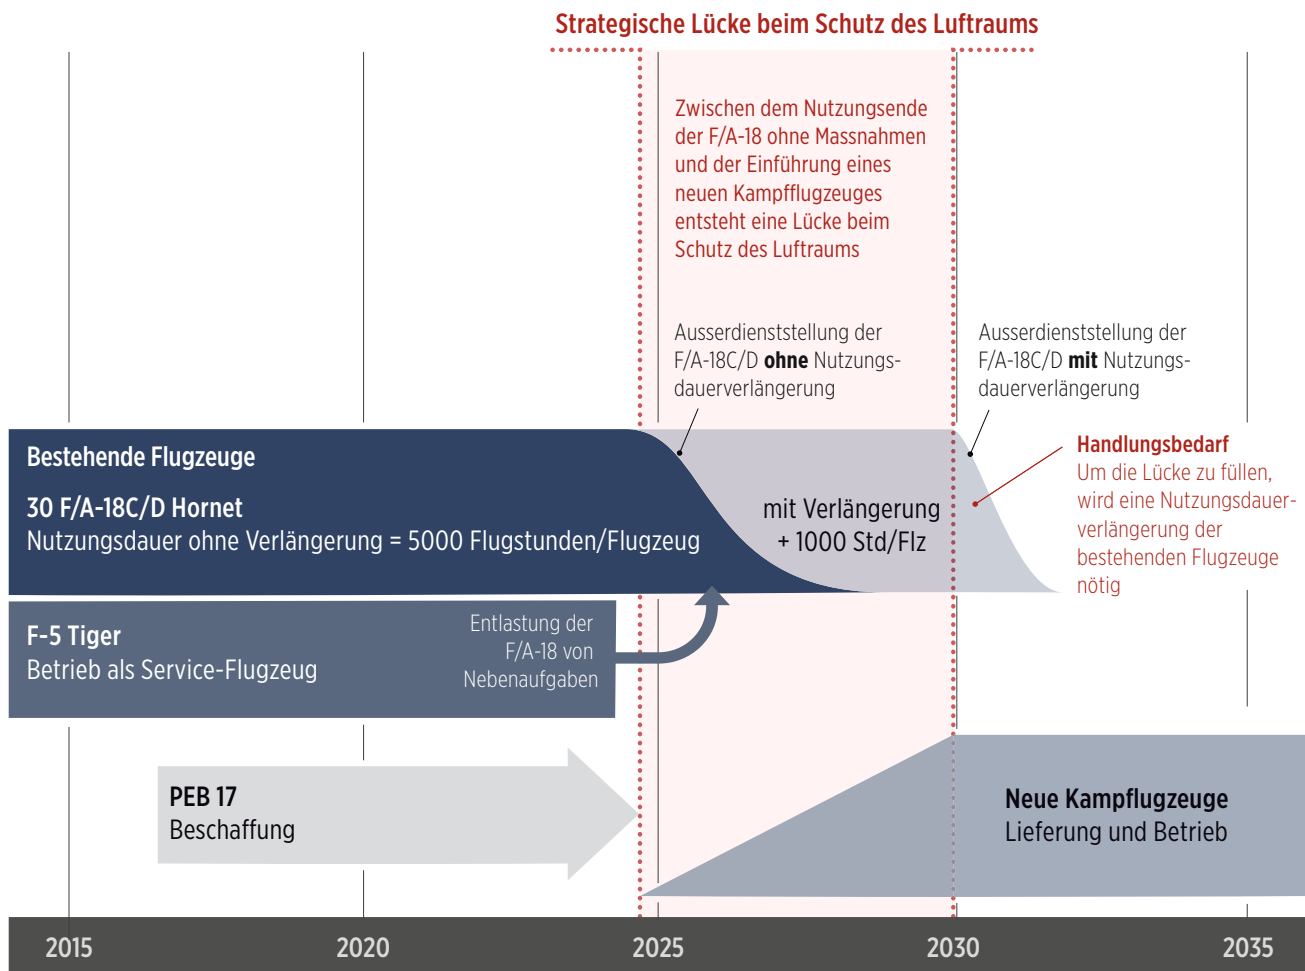 Strategische Lücke beim Schutz des Luftraums
Zwischen dem Nutzungsende
der F/A-18 ohne Massnahmen
und der Einführung eines
neuen Kampfflugzeuges
entsteht eine Lücke beim
Schutz des Luftraums
Ausserdienststellung der
F/A-18C/D ohne Nutzungs-
dauerverlängerung
Ausserdienststellung der
F/A-18C/D mit Nutzungs-
dauerverlängerung
Bestehende Flugzeuge
30 F/A-18C/D Hornet
Nutzungsdauer ohne Verlängerung = 5000 Flugstunden/Flugzeug
mit Verlängerung
+ 1000 Std/Flz
Handlungsbedarf
Um die Lücke zu füllen,
wird eine Nutzungsdauer-
verlängerung der
bestehenden Flugzeuge
nötig
F-5 Tiger
Betrieb als Service-Flugzeug
Entlastung der
F/A-18 von
Nebenaufgaben
PEB 17
Beschaffung
Neue Kampflugzeuge
Lieferung und Betrieb
2015
2020
2025
2030
2035